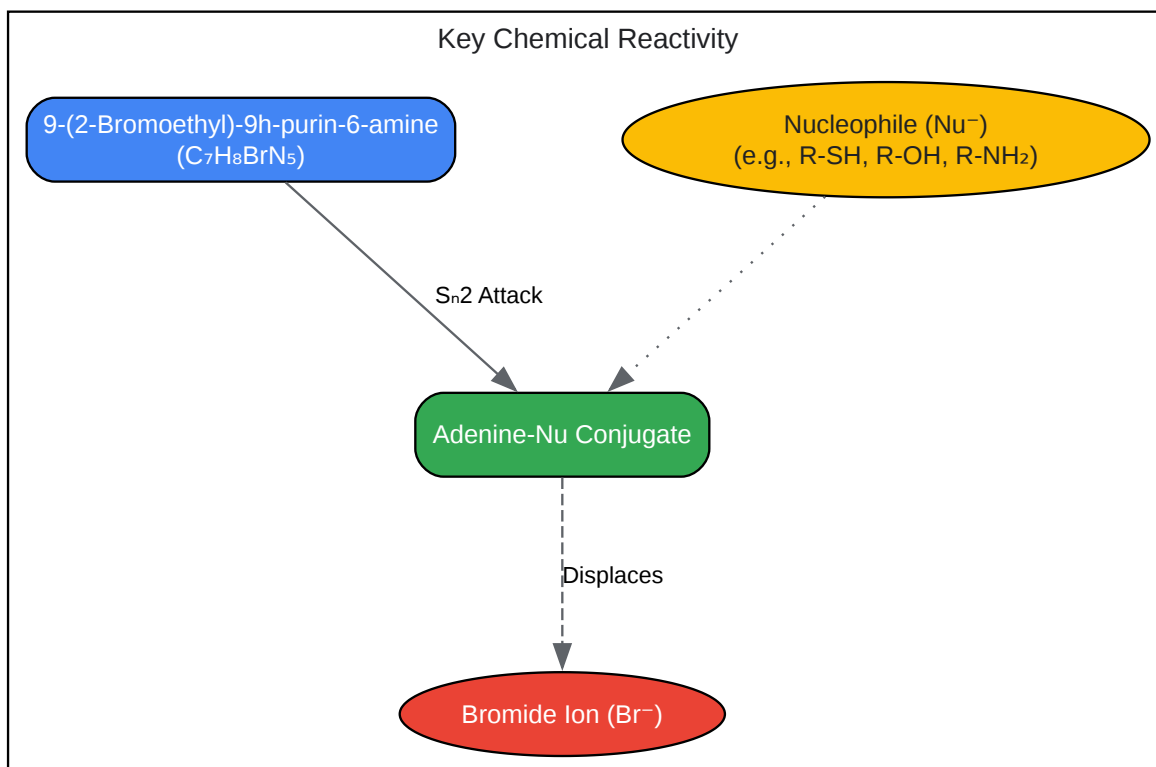 Key Chemical Reactivity
9-(2-Bromoethyl)-9h-purin-6-amine
(C₇H₈BrN₅)
Nucleophile (Nu⁻)
(e.g., R-SH, R-OH, R-NH₂)
Sₙ2 Attack
Adenine-Nu Conjugate
Displaces
Bromide Ion (Br⁻)